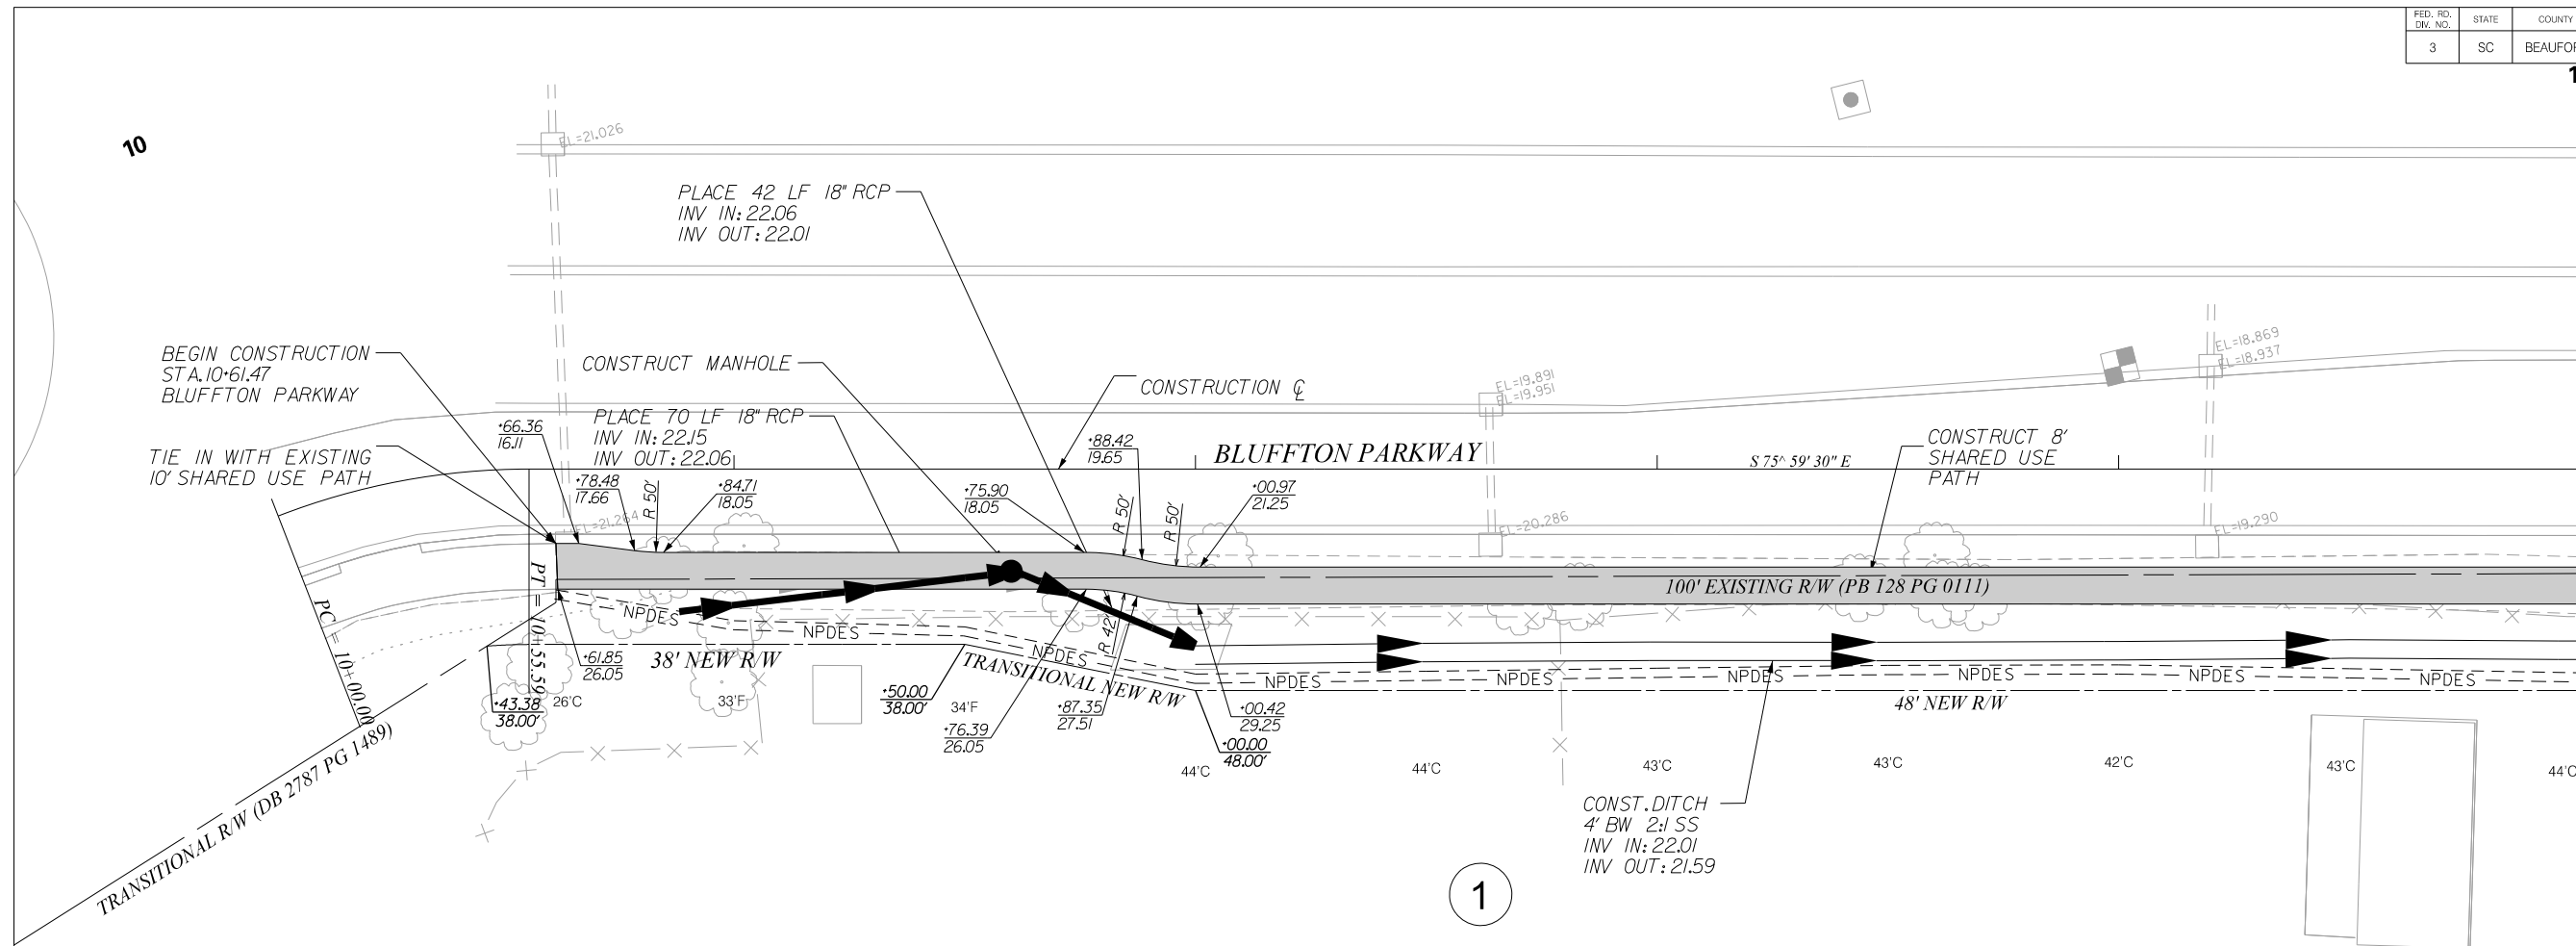 FED. RD. DIV. NO.
STATE
COUNTY
3
SC
10
EL=21.026
PLACE 42 LF 18" RCP
INV IN: 22.06
INV OUT: 22.01
EL=18.869
EL=18.937
BEGIN CONSTRUCTION
STA. 10+61.47
BLUFFTON PARKWAY
CONSTRUCT MANHOLE
CONSTRUCTION ℄
EL=19.891
EL=19.951
PLACE 70 LF 18" RCP
INV IN: 22.15
INV OUT: 22.06
+66.36
16.11
+88.42
19.65
BLUFFTON PARKWAY
S 75^ 59' 30" E
CONSTRUCT 8'
SHARED USE
PATH
TIE IN WITH EXISTING
10' SHARED USE PATH
+78.48
17.66
R 50'
+84.71
18.05
+75.90
18.05
R 50'
R 50'
+00.97
21.25
EL=21.264
EL=20.286
EL=19.290
PC = 10+00.00
PT = 10+55.59
100' EXISTING R/W (PB 128 PG 0111)
NPDES
NPDES
NPDES
R 42'
+61.85
26.05
38' NEW R/W
TRANSITIONAL NEW R/W
NPDES
NPDES
NPDES
NPDES
NPDES
NPDES
+43.38
38.00'
26'C
33'F
+50.00
38.00'
34'F
+76.39
26.05
+87.35
27.51
+00.42
29.25
+00.00
48.00'
48' NEW R/W
44'C
44'C
43'C
43'C
42'C
43'C
TRANSITIONAL R/W (DB 2787 PG 1489)
CONST. DITCH
4' BW 2:1 SS
INV IN: 22.01
INV OUT: 21.59
1